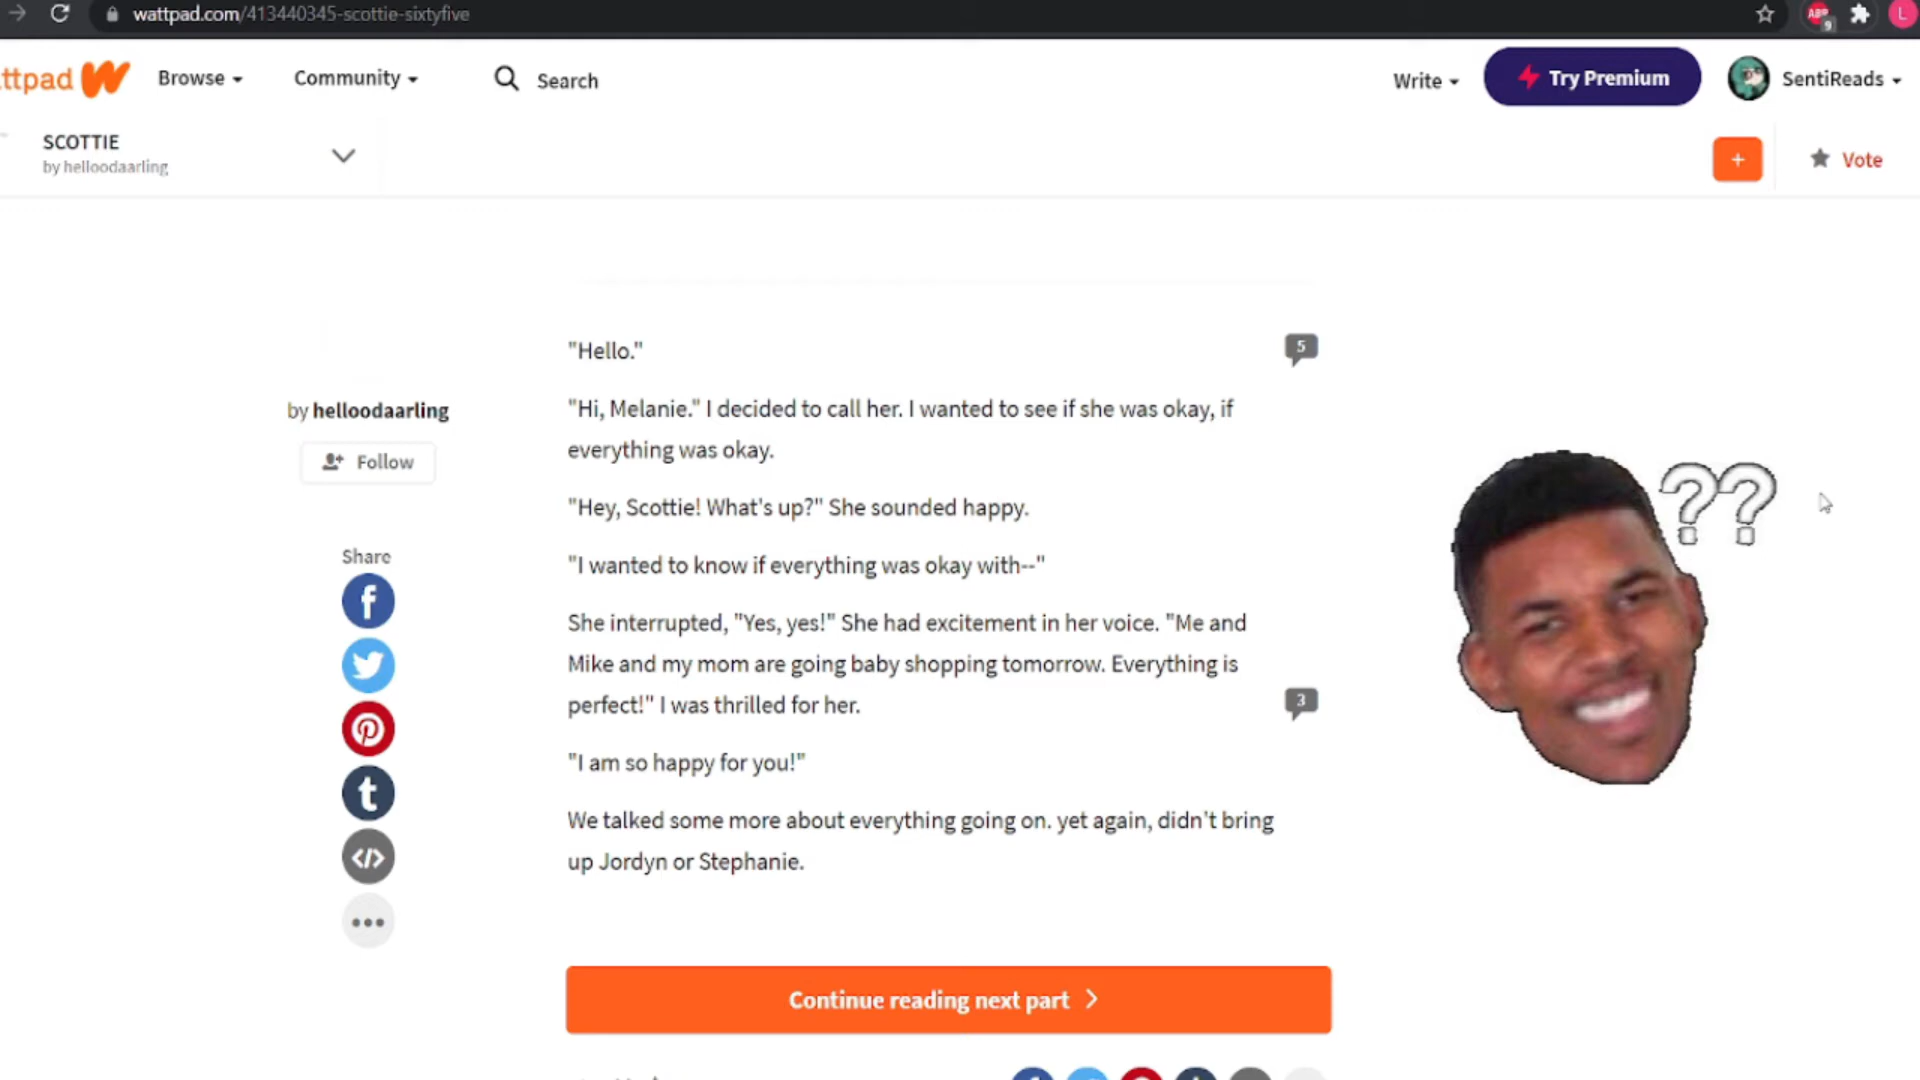 wattpad.com/413440345-scottie-sixtyfive
ABP
9
L
ttpad
Browse
Community
Search
Write
Try Premium
SentiReads
SCOTTIE
by helloodaarling
+
Vote
"Hello."
5
"Hi, Melanie." I decided to call her. I wanted to see if she was okay, if
everything was okay.
by helloodaarling
Follow
"Hey, Scottie! What's up?" She sounded happy.
??
"I wanted to know if everything was okay with--"
Share
She interrupted, "Yes, yes!" She had excitement in her voice. "Me and
Mike and my mom are going baby shopping tomorrow. Everything is
perfect!" I was thrilled for her.
3
"I am so happy for you!"
We talked some more about everything going on. yet again, didn't bring
up Jordyn or Stephanie.
Continue reading next part